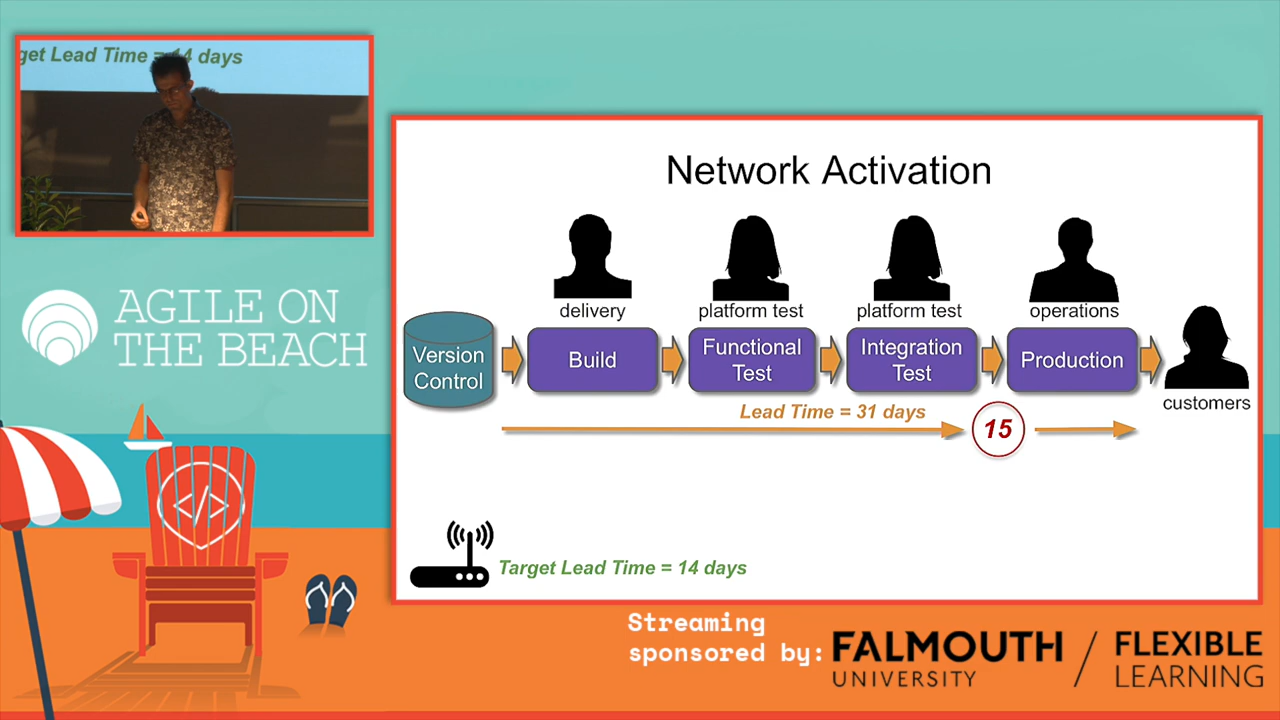 get Lead Time = 14 days
AGILE ON
THE BEACH
</>
Network Activation
delivery
platform test
platform test
operations
Version
Control
Build
Functional
Test
Integration
Test
Production
customers
Lead Time = 31 days
15
Target Lead Time = 14 days
Streaming
sponsored by:
FALMOUTH
UNIVERSITY
/
FLEXIBLE
LEARNING